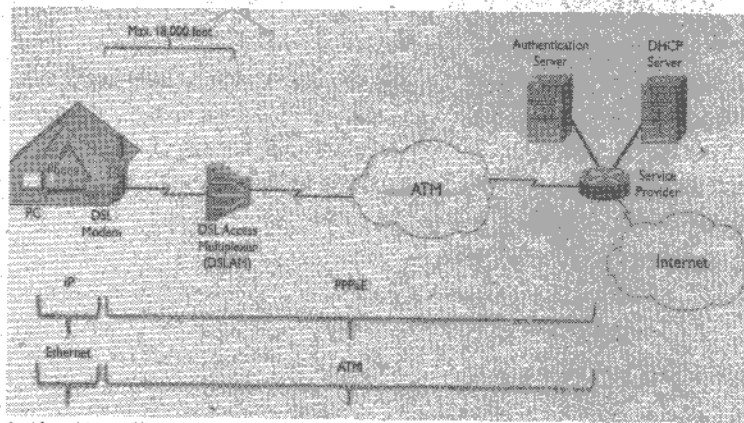 Max. 18,000 feet
Authentication
Server
DHCP
Server
ATM
Service
Provider
PC
DSL
Modem
DSL Access
Multiplexer
(DSLAM)
Internet
IP
PPPoE
Ethernet
ATM